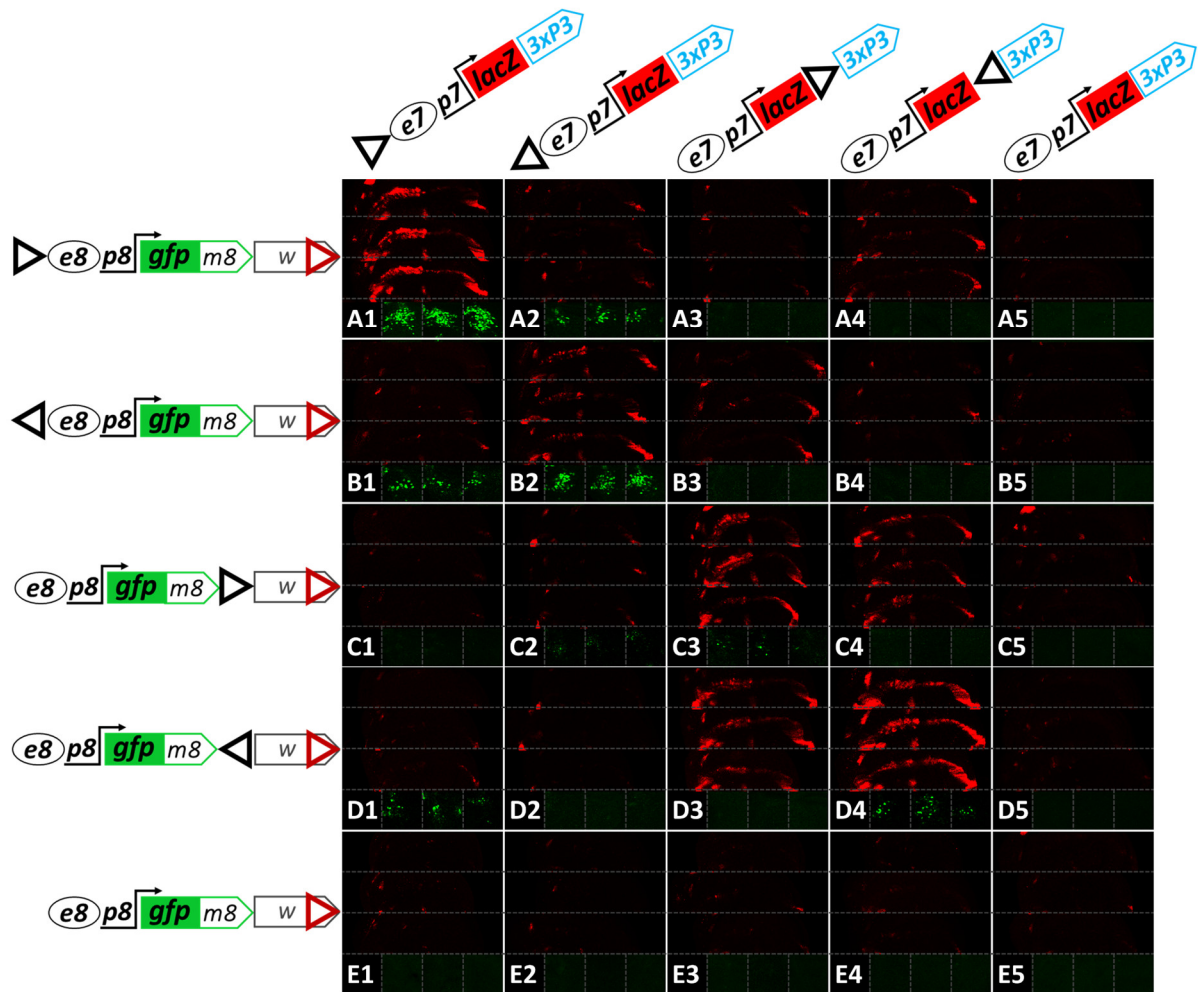 e7 p7 lacZ 3xP3
e7 p7 lacZ 3xP3
e7 p7 lacZ 3xP3
e7 p7 lacZ 3xP3
e7 p7 lacZ 3xP3
e8 p8 gfp m8 w
A1 A2 A3 A4 A5
e8 p8 gfp m8 w
B1 B2 B3 B4 B5
e8 p8 gfp m8 w
C1 C2 C3 C4 C5
e8 p8 gfp m8 w
D1 D2 D3 D4 D5
e8 p8 gfp m8 w
E1 E2 E3 E4 E5